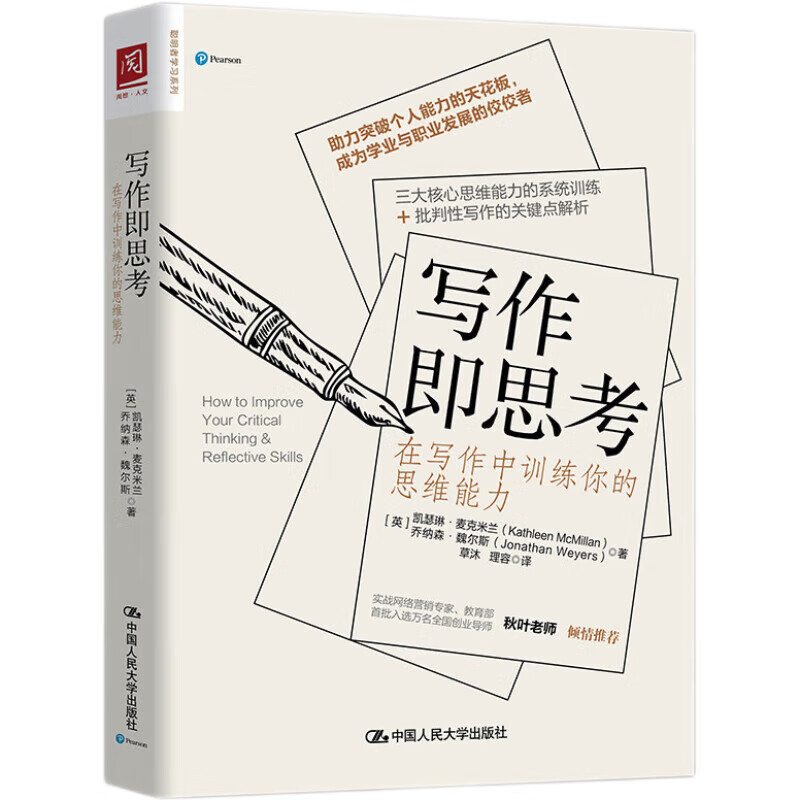 阅
阅想·人文
写作即思考
在写作中训练你的思维能力
[英]
凯瑟琳·麦克米兰
乔纳森·魏尔斯
著
中国人民大学出版社
Pearson
聪明者学习系列
Pearson
助力突破个人能力的天花板,
成为学业与职业发展的佼佼者
三大核心思维能力的系统训练
+批判性写作的关键点解析
写作
即思考
在写作中训练你的
思维能力
How to Improve
Your Critical
Thinking &
Reflective Skills
[英]
凯瑟琳·麦克米兰(Kathleen McMillan)
乔纳森·魏尔斯(Jonathan Weyers)
著
草沐 理容◎译
实战网络营销专家、教育部
首批入选万名全国创业导师
秋叶老师 倾情推荐
中国人民大学出版社